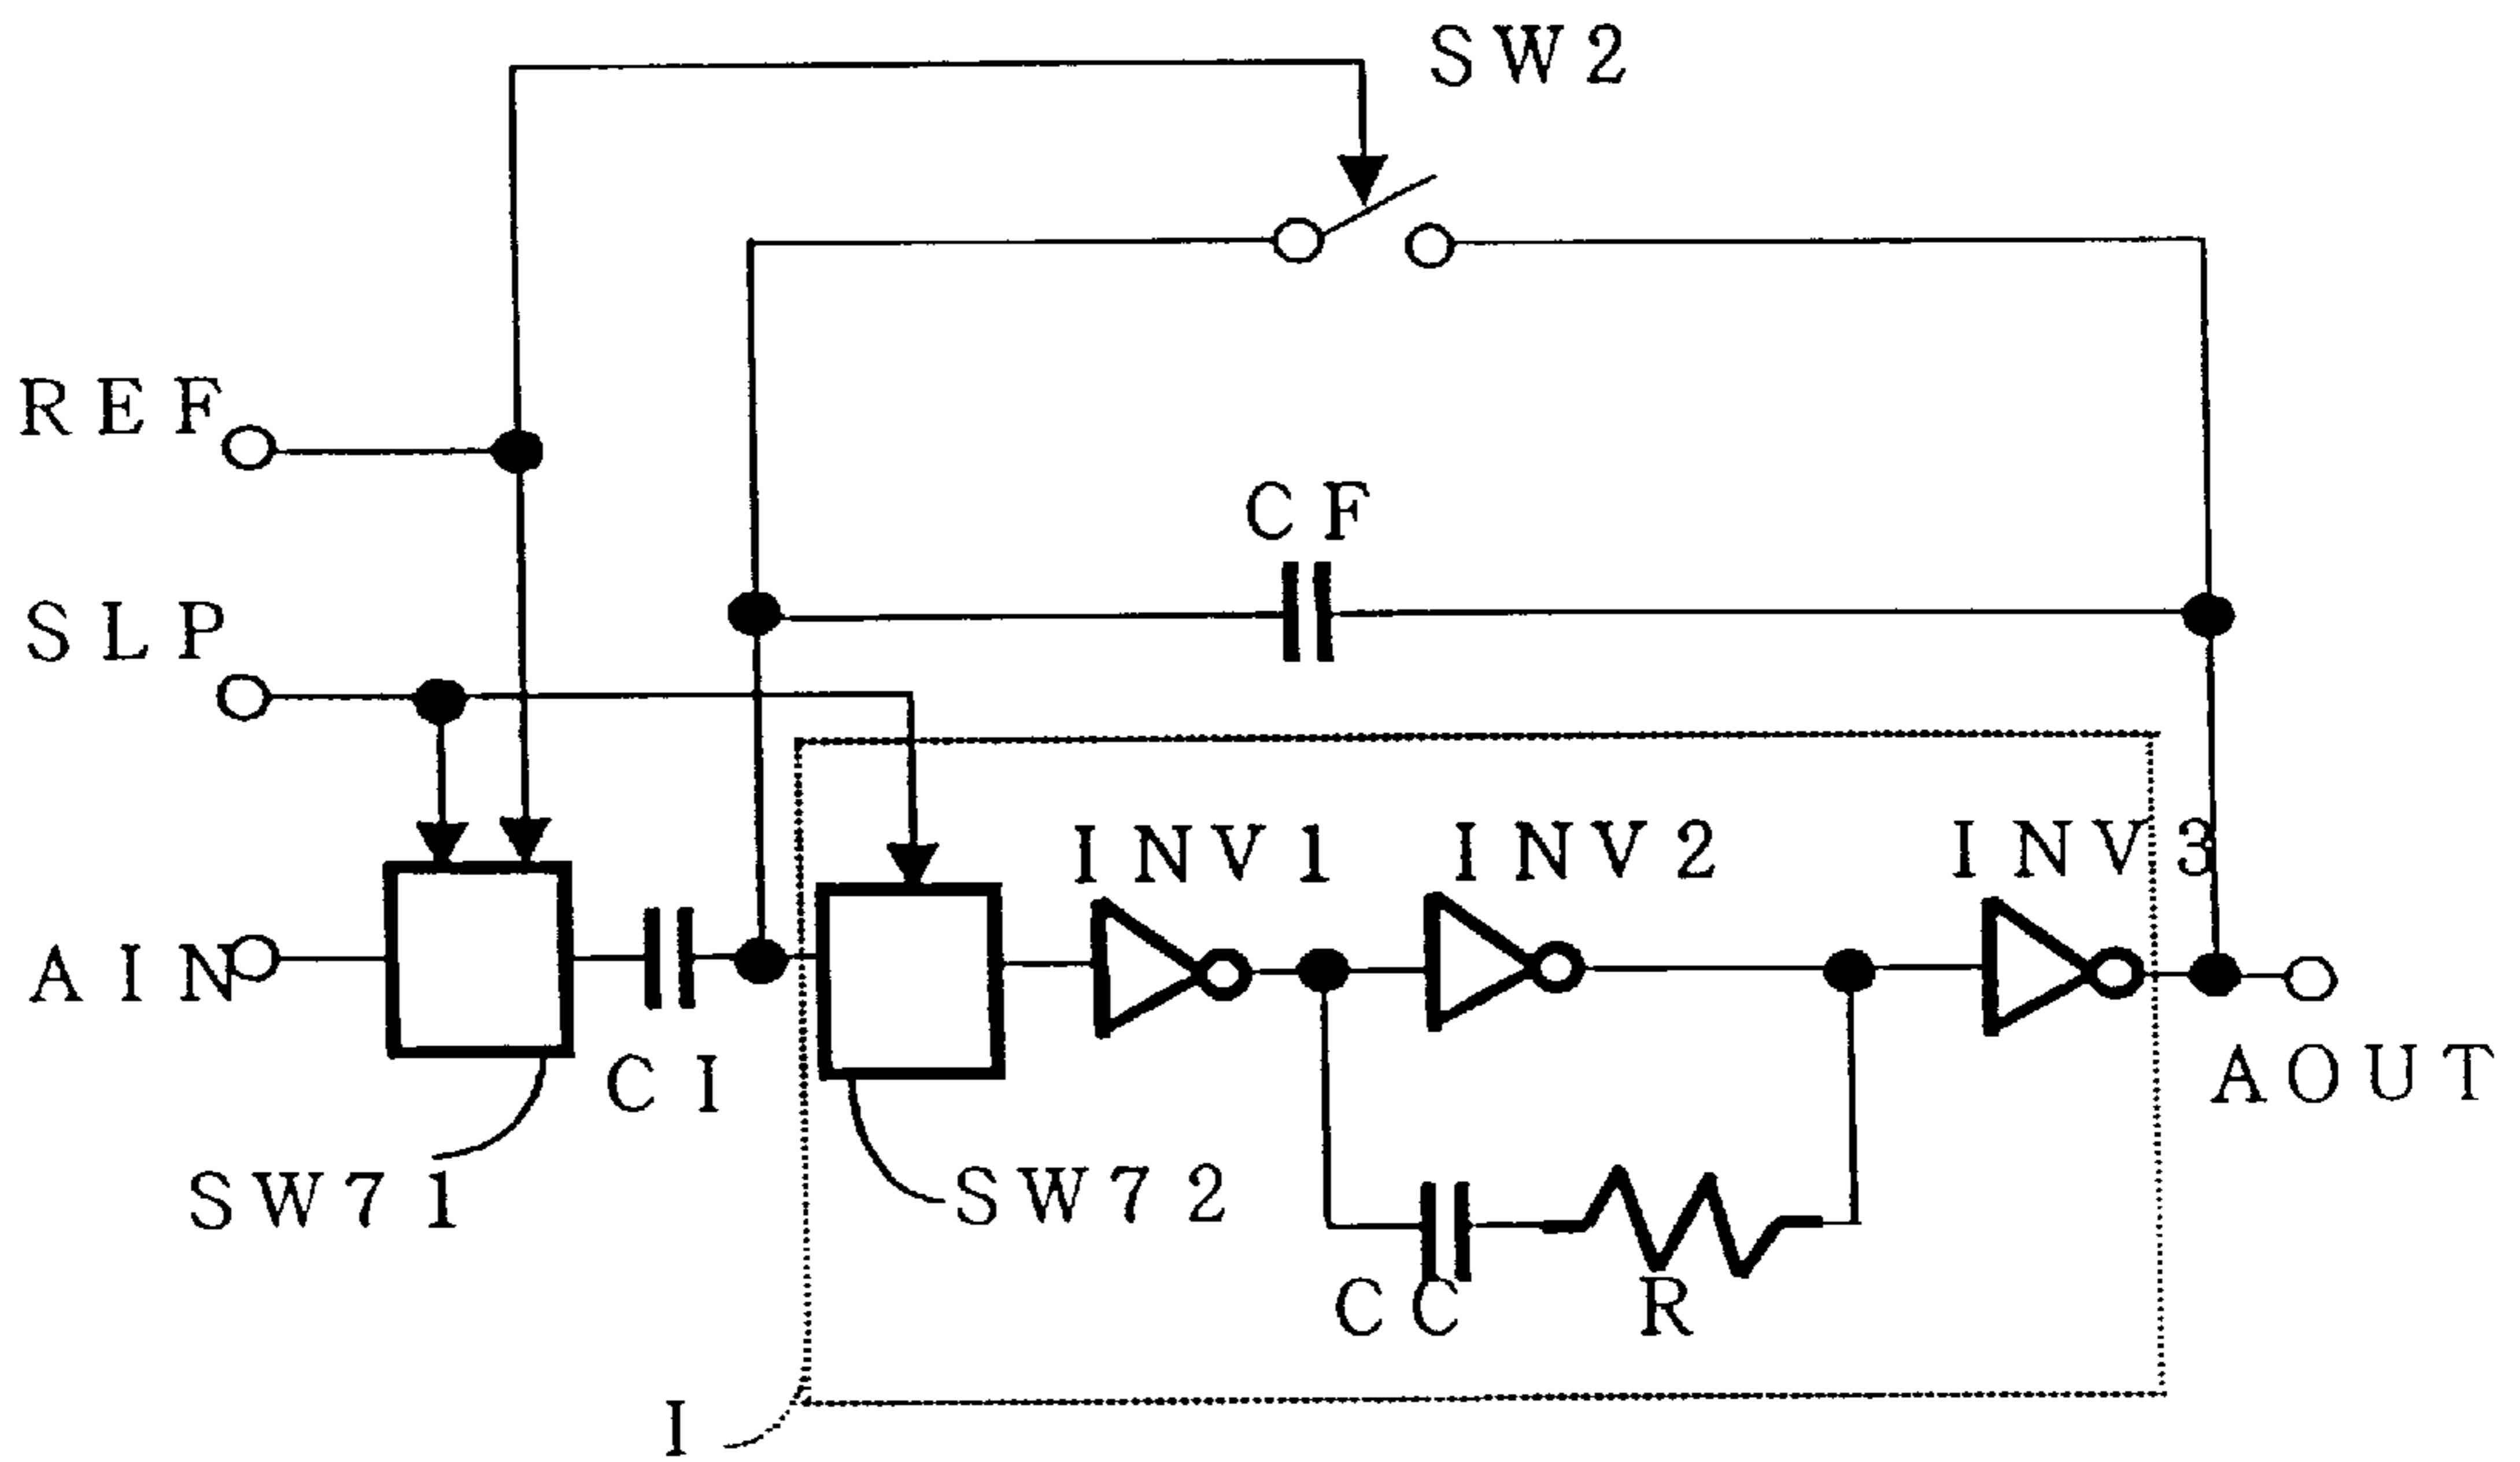 SW2
REF
CF
SLP
INV1
INV2
INV3
AIN
CI
AOUT
SW71
SW72
CC
R
I